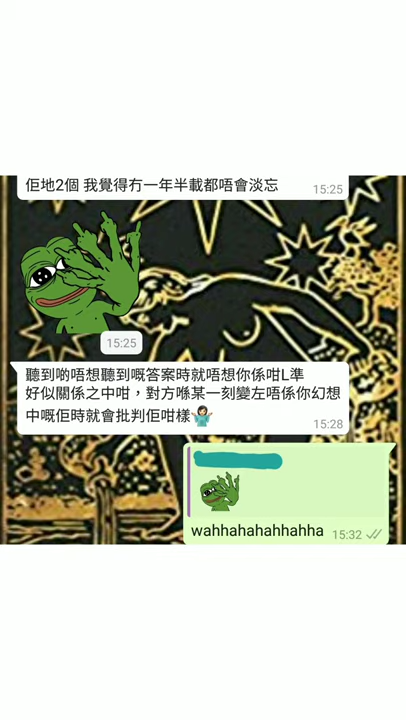 佢地2個 我覺得冇一年半載都唔會淡忘
15:25
15:25
聽到啲唔想聽到嘅答案時就唔想你係咁L準
好似關係之中咁，對方喺某一刻變左唔係你幻想
中嘅佢時就會批判佢咁樣🤷🏻‍♀️
15:28
wahhahahahhahha 15:32